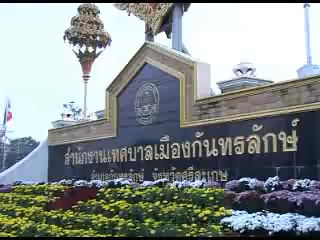 สำนักงานเทศบาลเมืองกันทรลักษ์
อำเภอกันทรลักษ์ จังหวัดศรีสะเกษ